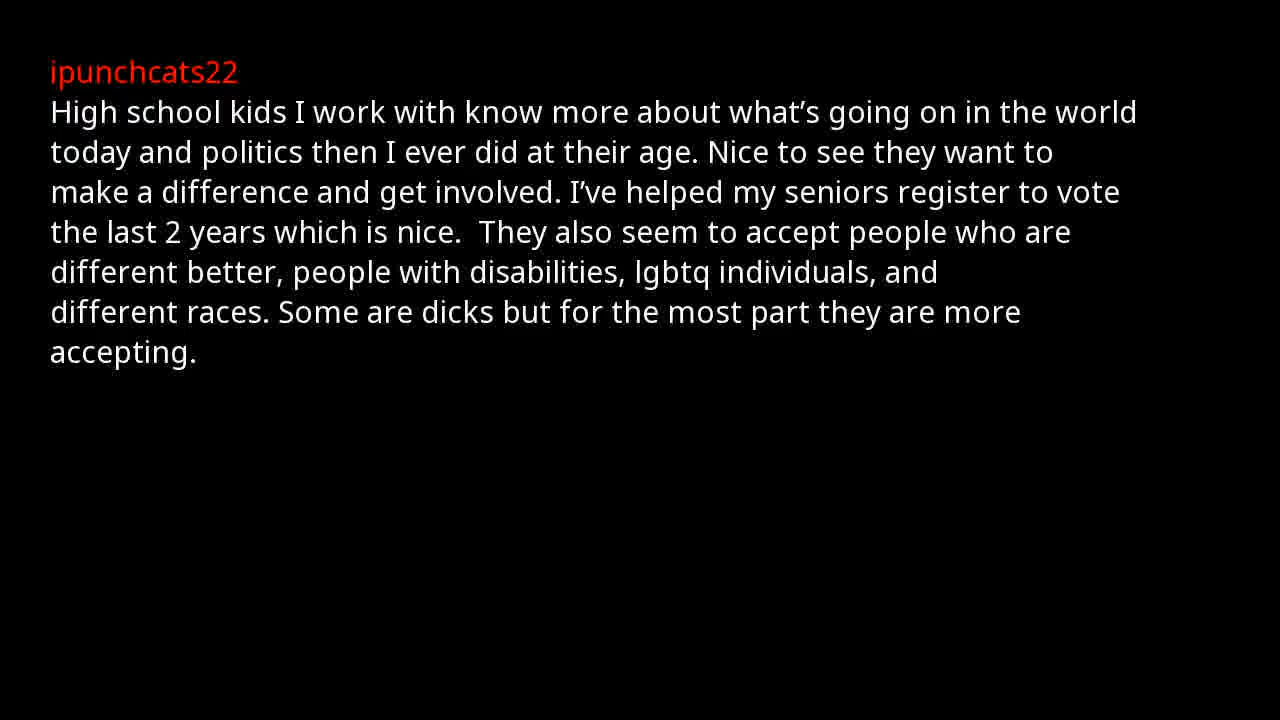 ipunchcats22
High school kids I work with know more about what’s going on in the world
today and politics then I ever did at their age. Nice to see they want to
make a difference and get involved. I’ve helped my seniors register to vote
the last 2 years which is nice.  They also seem to accept people who are
different better, people with disabilities, lgbtq individuals, and
different races. Some are dicks but for the most part they are more
accepting.